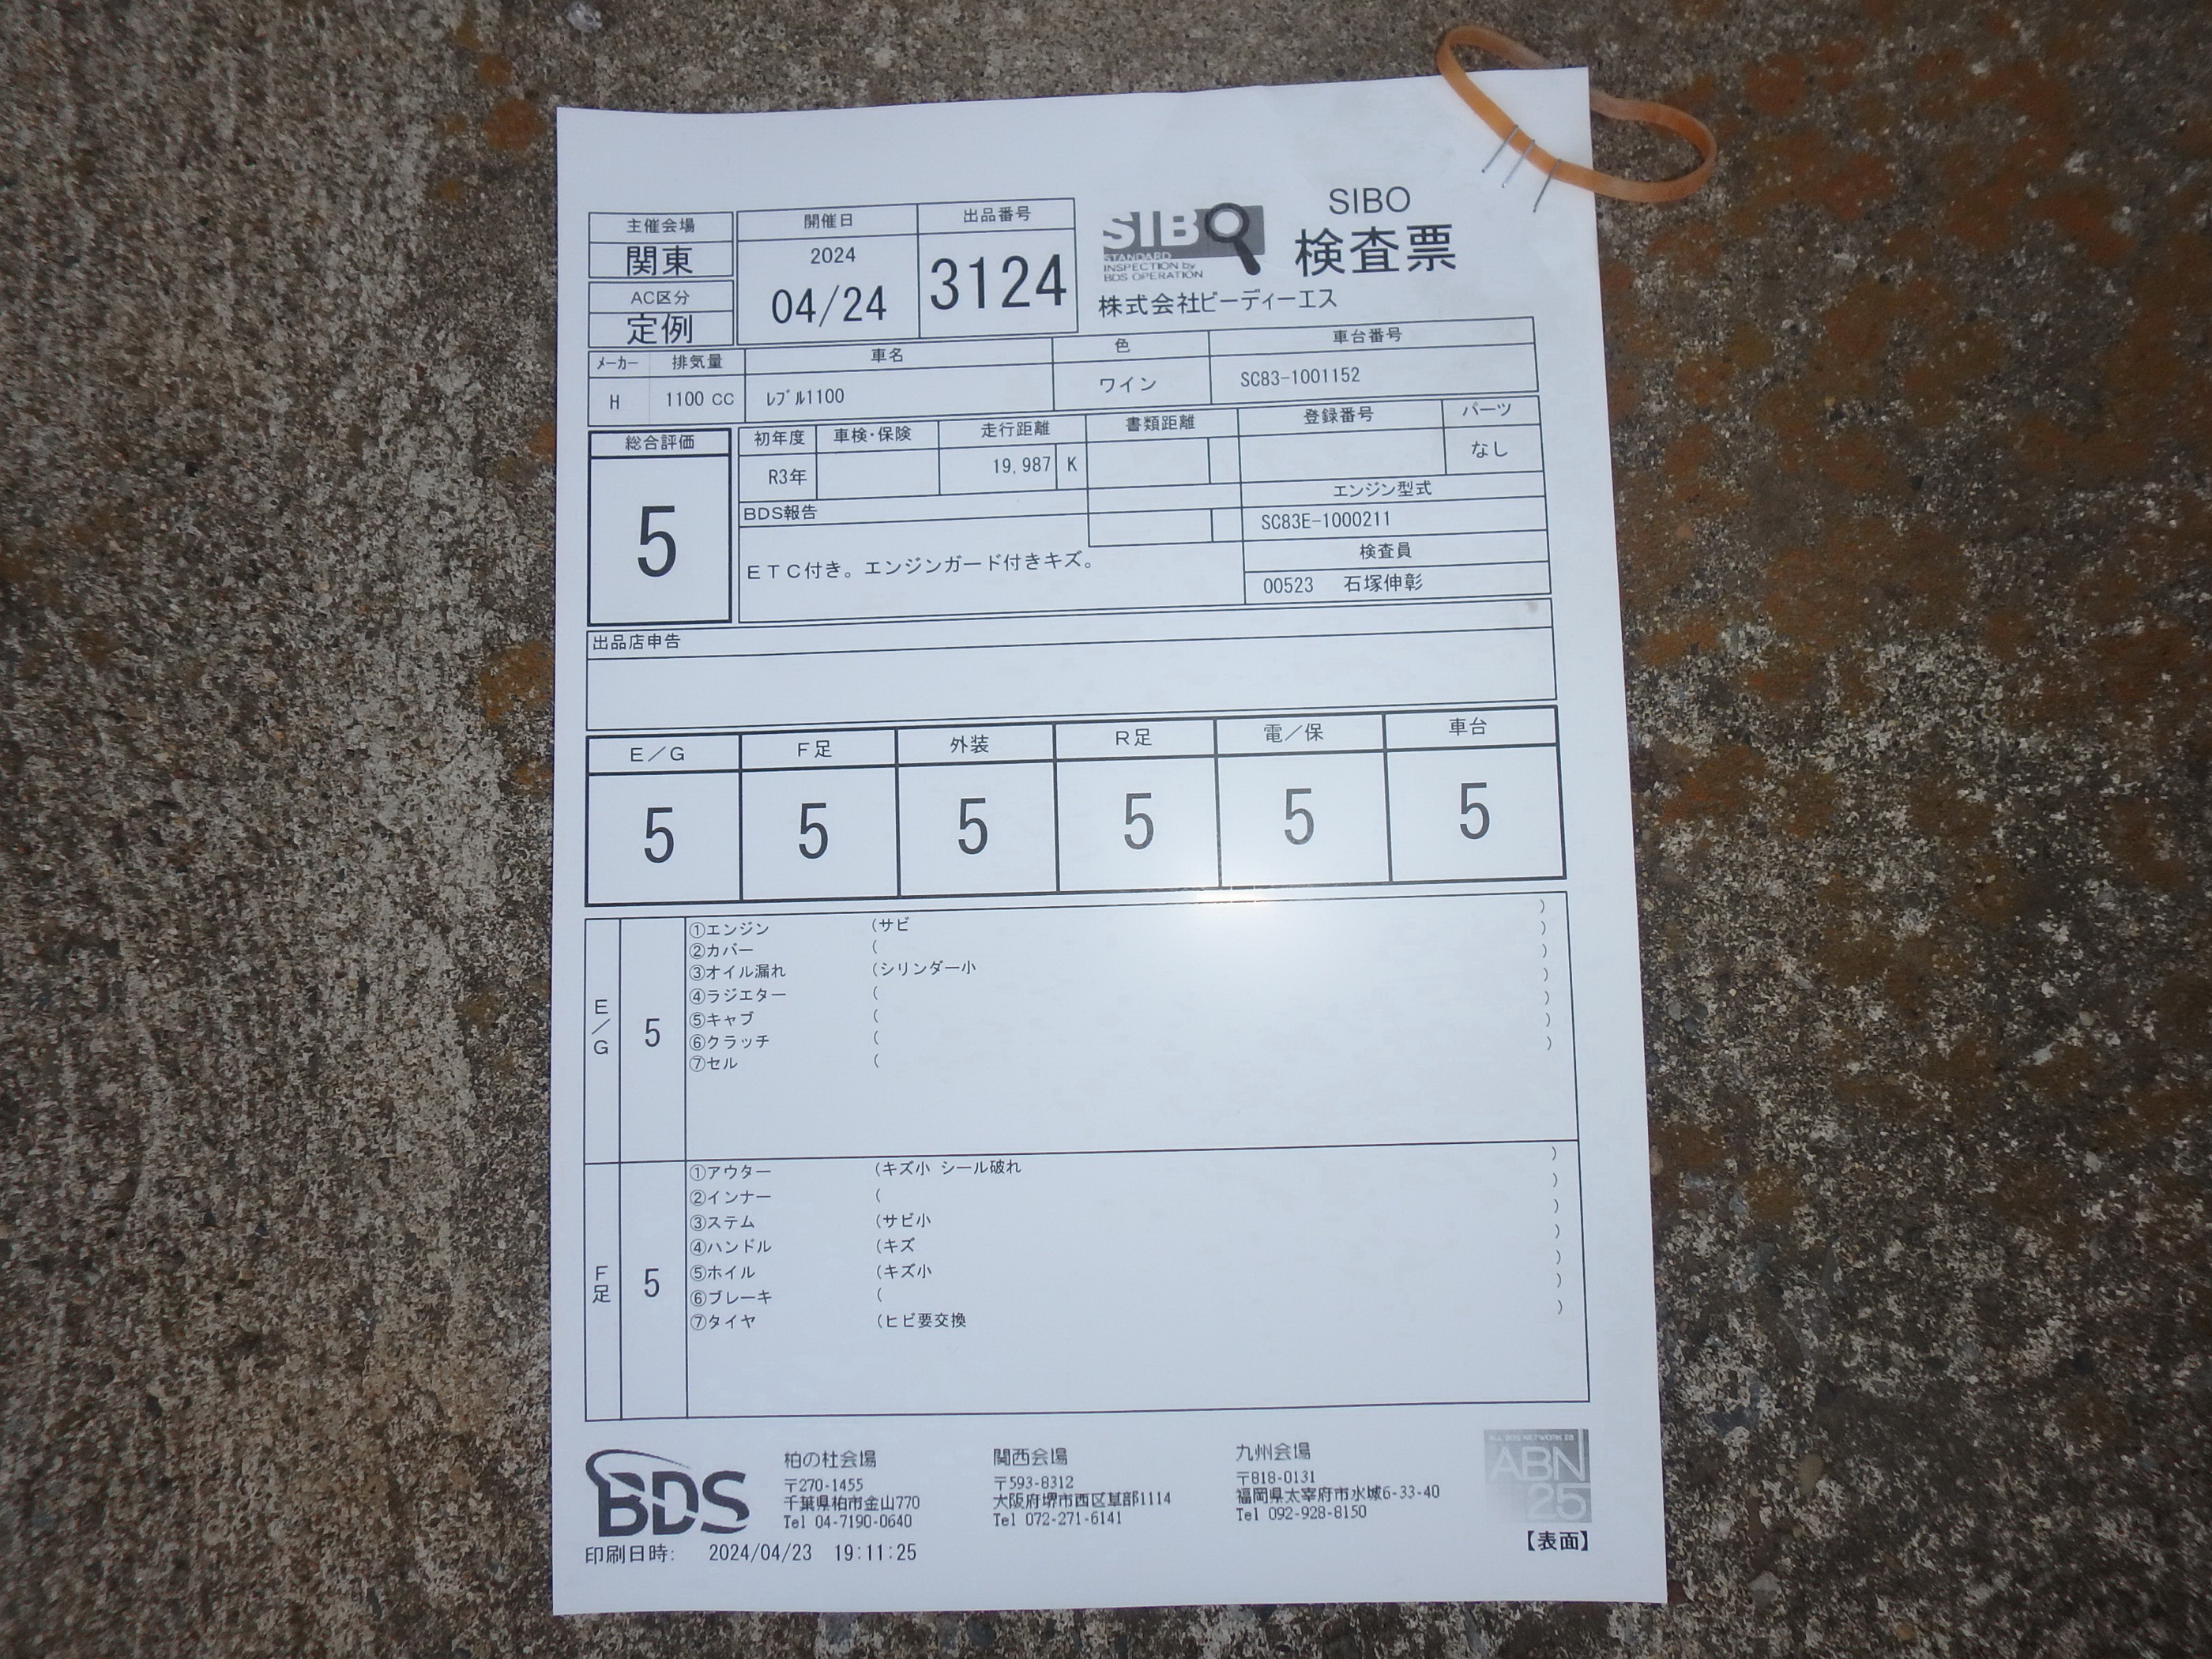 主催会場
関東
AC区分
定例
開催日
2024
04/24
出品番号
3124
SIBO
STANDARD
INSPECTION by
BDS OPERATION
SIBO
検査票
株式会社ビーディーエス
メーカー 排気量 車名 色 車台番号
H 1100 CC レブル1100 ワイン SC83-1001152
総合評価
5
初年度 車検・保険 走行距離 書類距離 登録番号 パーツ
R3年 19,987 K なし
エンジン型式
SC83E-1000211
検査員
00523 石塚伸彰
BDS報告
ETC付き。エンジンガード付きキズ。
出品店申告
E/G F足 外装 R足 電/保 車台
5 5 5 5 5 5
E/G
5
①エンジン (サビ )
②カバー ( )
③オイル漏れ (シリンダー小 )
④ラジエター ( )
⑤キャブ ( )
⑥クラッチ ( )
⑦セル ( )
F足
5
①アウター (キズ小 シール破れ )
②インナー ( )
③ステム (サビ小 )
④ハンドル (キズ )
⑤ホイル (キズ小 )
⑥ブレーキ ( )
⑦タイヤ (ヒビ要交換 )
BDS
柏の杜会場
〒270-1455
千葉県柏市金山770
Tel 04-7190-0640
関西会場
〒593-8312
大阪府堺市西区草部1114
Tel 072-271-6141
九州会場
〒818-0131
福岡県太宰府市水城6-33-40
Tel 092-928-8150
ALL BDS NETWORK 25
ABN
25
【表面】
印刷日時: 2024/04/23 19:11:25